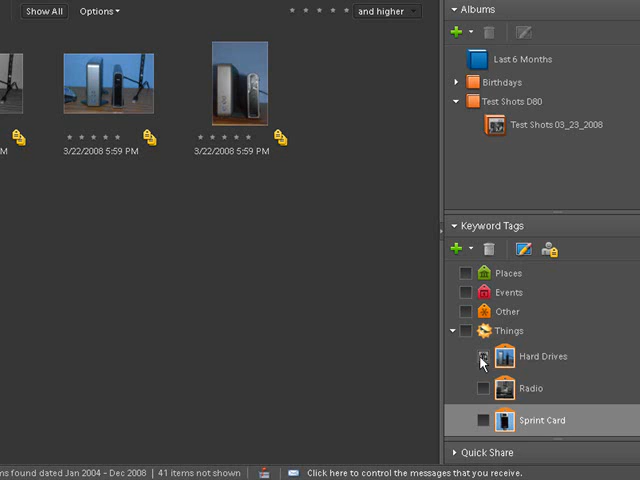 Show All
Options
and higher
M
3/22/2008 5:59 PM
3/22/2008 5:59 PM
Albums
Last 6 Months
Birthdays
Test Shots D80
Test Shots 03_23_2008
Keyword Tags
Places
Events
Other
Things
Hard Drives
Radio
Sprint Card
Quick Share
ms found dated Jan 2004 - Dec 2008 | 41 items not shown
Click here to control the messages that you receive.